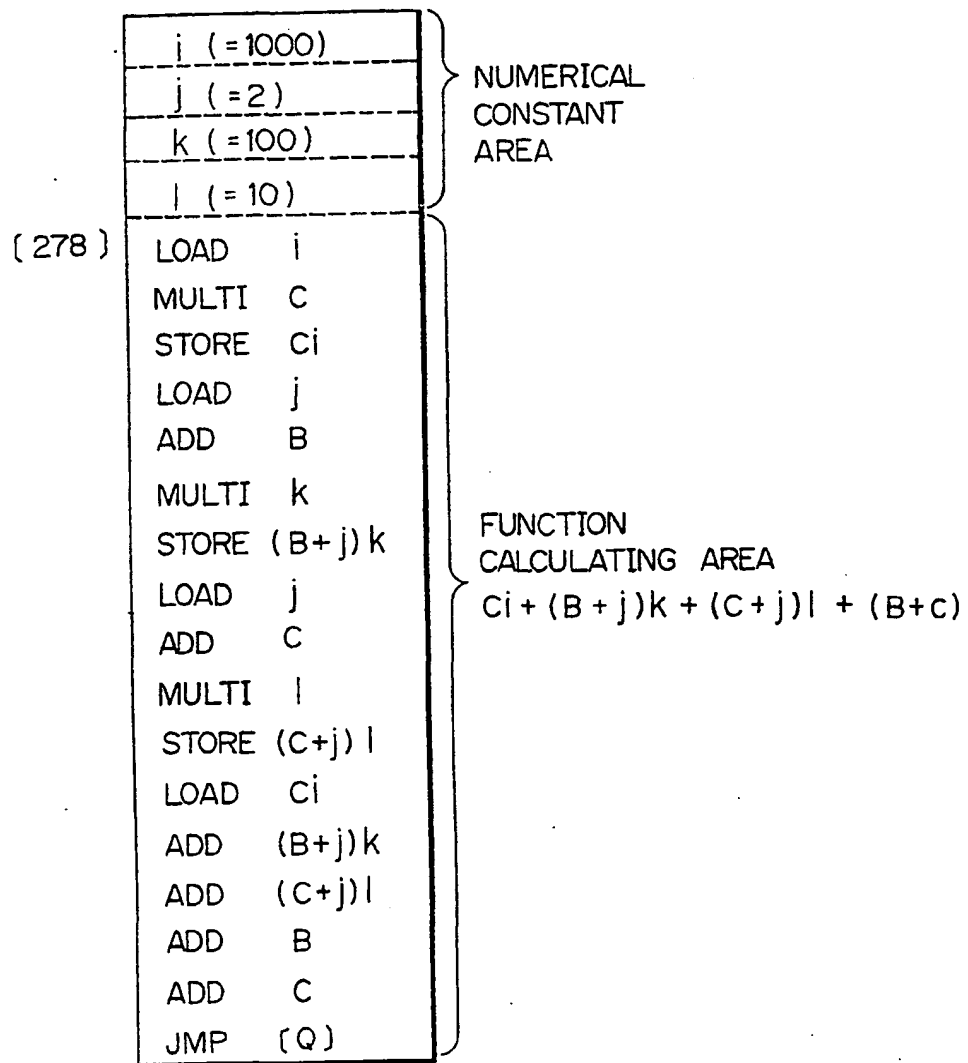 i (=1000)
j (=2)
k (=100)
l (=10)
NUMERICAL
CONSTANT
AREA
[278]
LOAD i
MULTI C
STORE Ci
LOAD j
ADD B
MULTI k
STORE (B+j)k
LOAD j
ADD C
MULTI l
STORE (C+j)l
LOAD Ci
ADD (B+j)k
ADD (C+j)l
ADD B
ADD C
JMP [Q]
FUNCTION
CALCULATING AREA
Ci+(B+j)k+(C+j)l+(B+c)